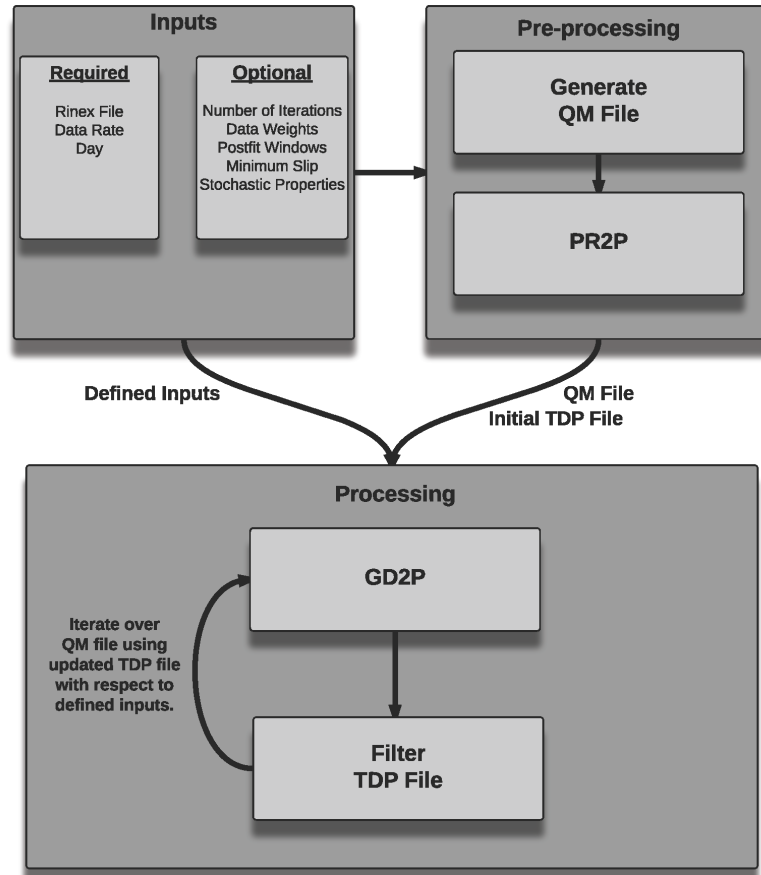 Inputs
Required
Rinex File
Data Rate
Day
Optional
Number of Iterations
Data Weights
Postfit Windows
Minimum Slip
Stochastic Properties
Pre-processing
Generate
QM File
PR2P
Defined Inputs
QM File
Initial TDP File
Processing
GD2P
Iterate over
QM file using
updated TDP file
with respect to
defined inputs.
Filter
TDP File